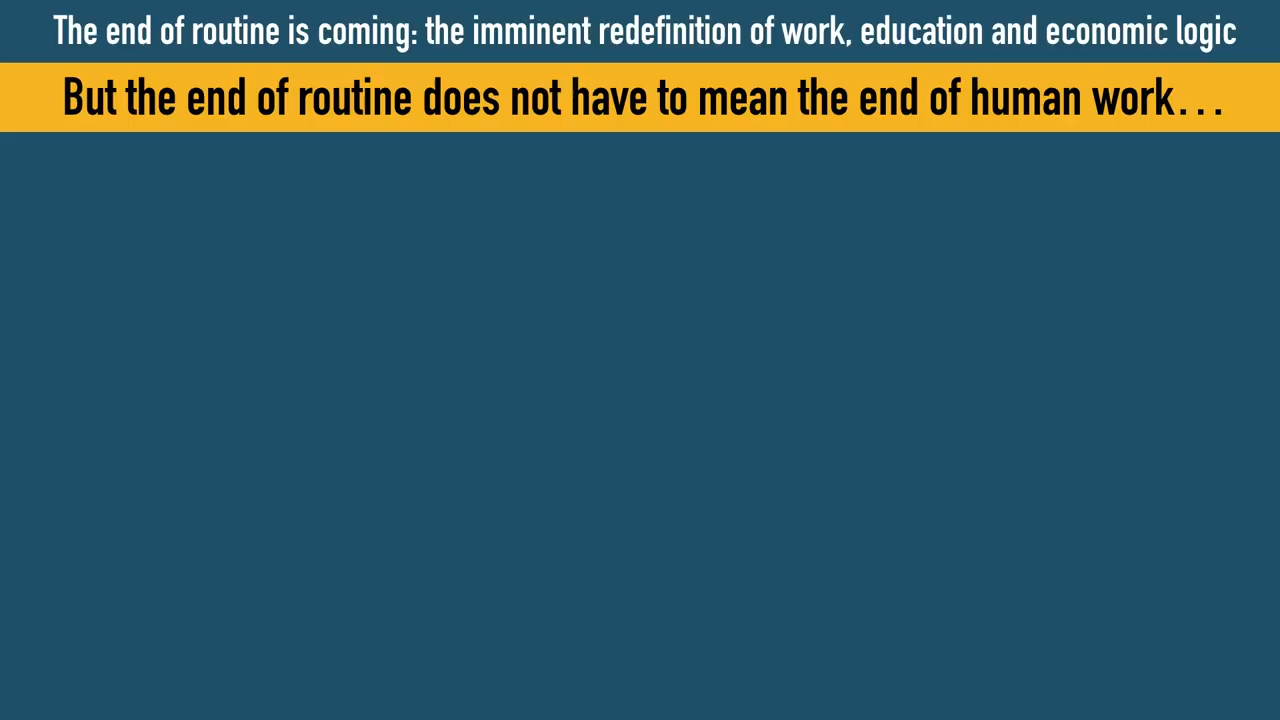 The end of routine is coming: the imminent redefinition of work, education and economic logic
But the end of routine does not have to mean the end of human work…